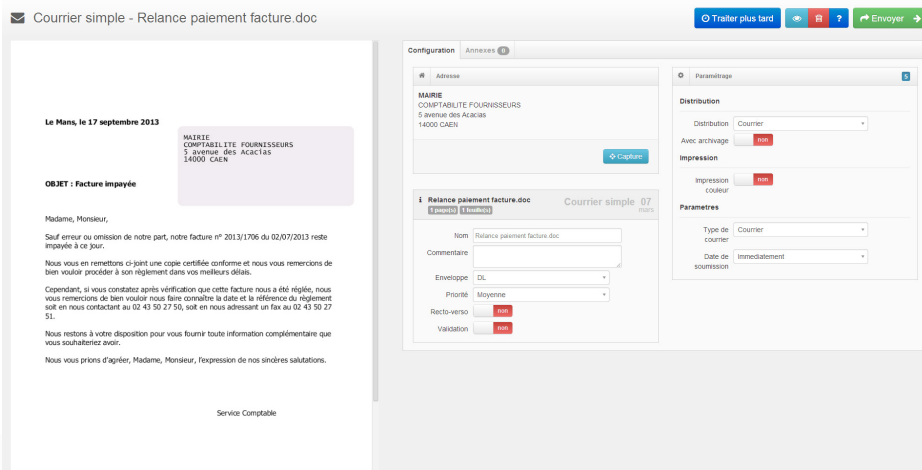 Courrier simple - Relance paiement facture.doc
Traiter plus tard
?
Envoyer
Le Mans, le 17 septembre 2013
MAIRIE
COMPTABILITE FOURNISSEURS
5 avenue des Acacias
14000 CAEN
OBJET : Facture impayée
Madame, Monsieur,
Sauf erreur ou omission de notre part, notre facture n° 2013/1706 du 02/07/2013 reste
impayée à ce jour.
Nous vous en remettons ci-joint une copie certifiée conforme et nous vous remercions de
bien vouloir procéder à son règlement dans vos meilleurs délais.
Cependant, si vous constatez après vérification que cette facture nous a été réglée, nous
vous remercions de bien vouloir nous faire connaître la date et la référence du règlement
soit en nous contactant au 02 43 50 27 50, soit en nous adressant un fax au 02 43 50 27
51.
Nous restons à votre disposition pour vous fournir toute information complémentaire que
vous souhaiteriez avoir.
Nous vous prions d'agréer, Madame, Monsieur, l'expression de nos sincères salutations.
Service Comptable
Configuration
Annexes 0
Adresse
MAIRIE
COMPTABILITE FOURNISSEURS
5 avenue des Acacias
14000 CAEN
Capture
Relance paiement facture.doc
1 page(s) 1 feuille(s)
Courrier simple 07
mars
Nom Relance paiement facture.doc
Commentaire
Enveloppe DL
Priorité Moyenne
Recto-verso non
Validation non
Paramétrage S
Distribution
Distribution Courrier
Avec archivage non
Impression
Impression non
couleur
Parametres
Type de Courrier
courrier
Date de Immediatement
soumission